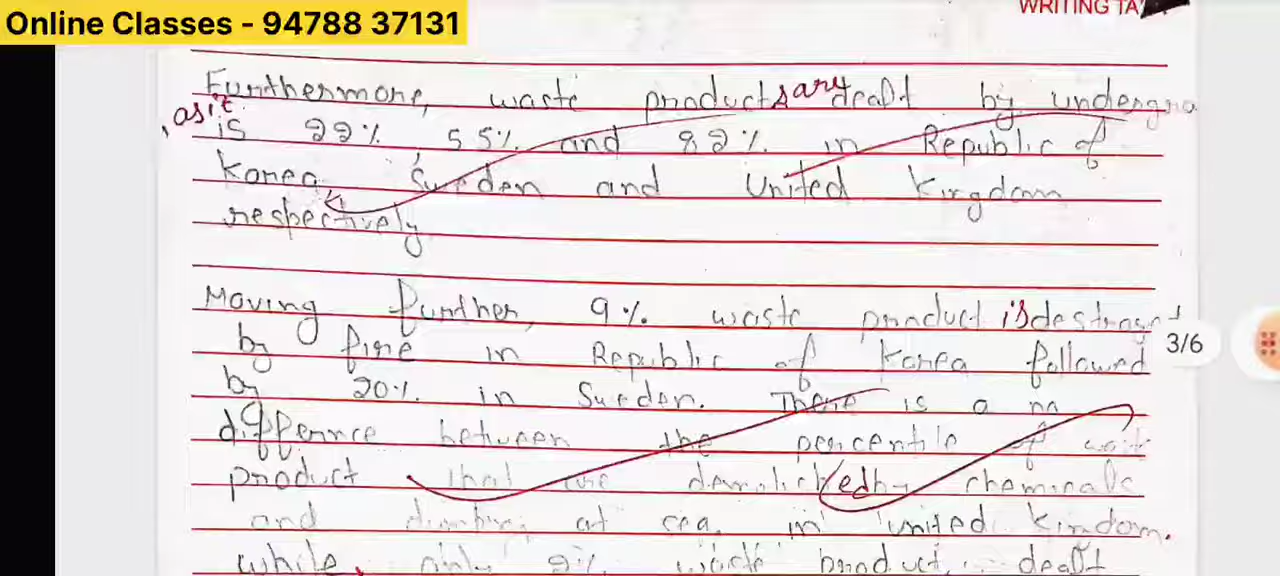 Online Classes - 94788 37131
WRITING TA
Furthermore, waste products are dealt by undergro
, as it is 22% 55% and 82% in Republic of
Korea, Sweden and United Kingdom
respectively
Moving further, 9% waste product is destroyed
by fire in Republic of Korea followed
3/6
by 20% in Sweden. There is a
differnce between the percentile of
product that are ed by chemicals
and dumping at sea in united kindom.
while, only 2% waste product dealt